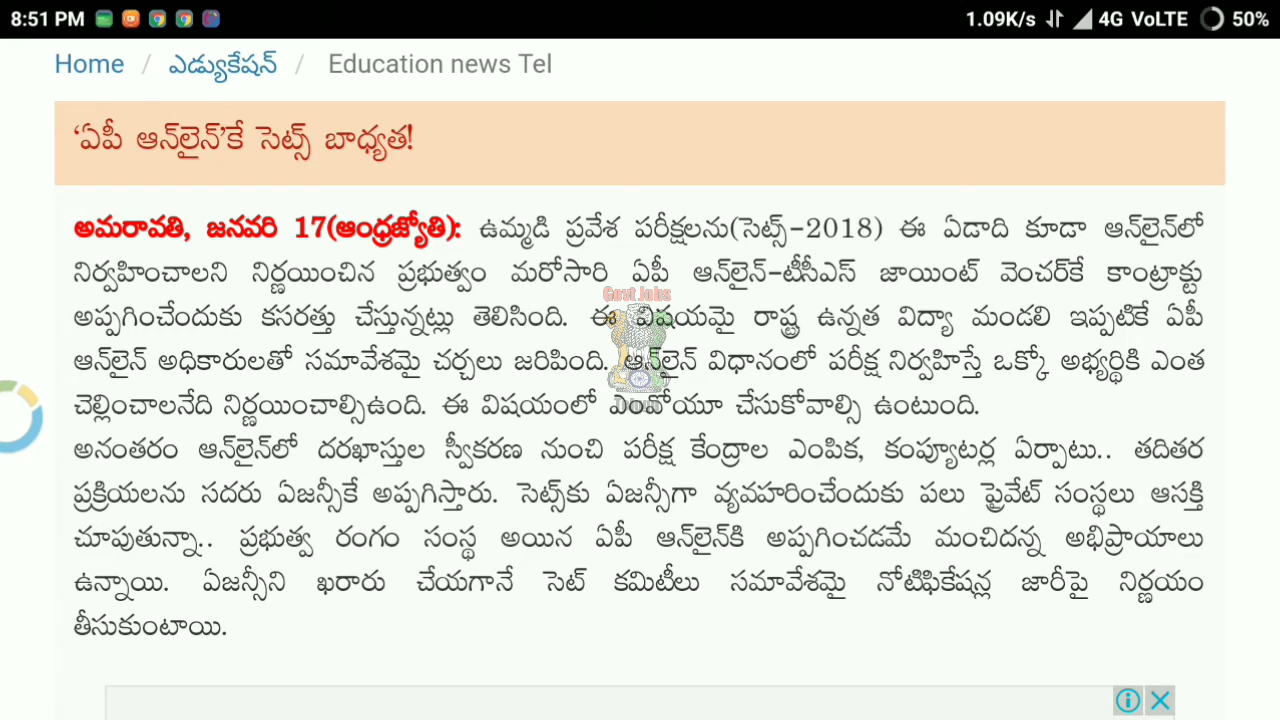 8:51 PM 1.09K/s 4G VoLTE 50%
Home / ఎడ్యుకేషన్ / Education news Tel
‘ఏపీ ఆన్‌లైన్’కే సెట్స్ బాధ్యత!
అమరావతి, జనవరి 17(ఆంధ్రజ్యోతి): ఉమ్మడి ప్రవేశ పరీక్షలను(సెట్స్-2018) ఈ ఏడాది కూడా ఆన్‌లైన్‌లో
నిర్వహించాలని నిర్ణయించిన ప్రభుత్వం మరోసారి ఏపీ ఆన్‌లైన్-టీసీఎస్ జాయింట్ వెంచర్‌కే కాంట్రాక్టు
అప్పగించేందుకు కసరత్తు చేస్తున్నట్లు తెలిసింది. ఈ విషయమై రాష్ట్ర ఉన్నత విద్యా మండలి ఇప్పటికే ఏపీ
ఆన్‌లైన్ అధికారులతో సమావేశమై చర్చలు జరిపింది. ఆన్‌లైన్ విధానంలో పరీక్ష నిర్వహిస్తే ఒక్కో అభ్యర్థికి ఎంత
చెల్లించాలనేది నిర్ణయించాల్సిఉంది. ఈ విషయంలో ఎంవోయూ చేసుకోవాల్సి ఉంటుంది.
అనంతరం ఆన్‌లైన్‌లో దరఖాస్తుల స్వీకరణ నుంచి పరీక్ష కేంద్రాల ఎంపిక, కంప్యూటర్ల ఏర్పాటు.. తదితర
ప్రక్రియలను సదరు ఏజన్సీకే అప్పగిస్తారు. సెట్స్‌కు ఏజన్సీగా వ్యవహరించేందుకు పలు ప్రైవేట్ సంస్థలు ఆసక్తి
చూపుతున్నా.. ప్రభుత్వ రంగం సంస్థ అయిన ఏపీ ఆన్‌లైన్‌కి అప్పగించడమే మంచిదన్న అభిప్రాయాలు
ఉన్నాయి. ఏజన్సీని ఖరారు చేయగానే సెట్ కమిటీలు సమావేశమై నోటిఫికేషన్ల జారీపై నిర్ణయం
తీసుకుంటాయి.
Govt Jobs